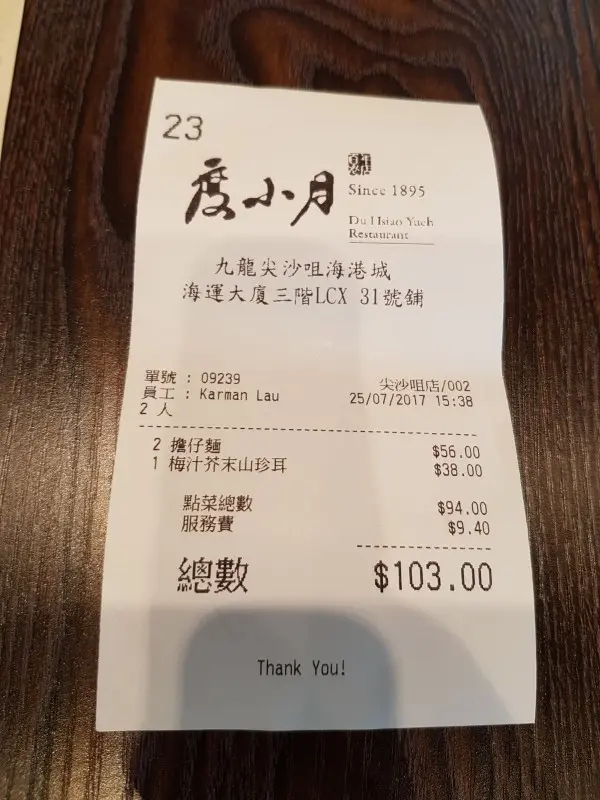 23
度小月
百年老店
Since 1895
Du Hsiao Yueh
Restaurant
九龍尖沙咀海港城
海運大廈三階LCX 31號舖
單號 : 09239 尖沙咀店/002
員工 : Karman Lau 25/07/2017 15:38
2 人
2 擔仔麵 $56.00
1 梅汁芥末山珍耳 $38.00
點菜總數 $94.00
服務費 $9.40
總數 $103.00
Thank You!